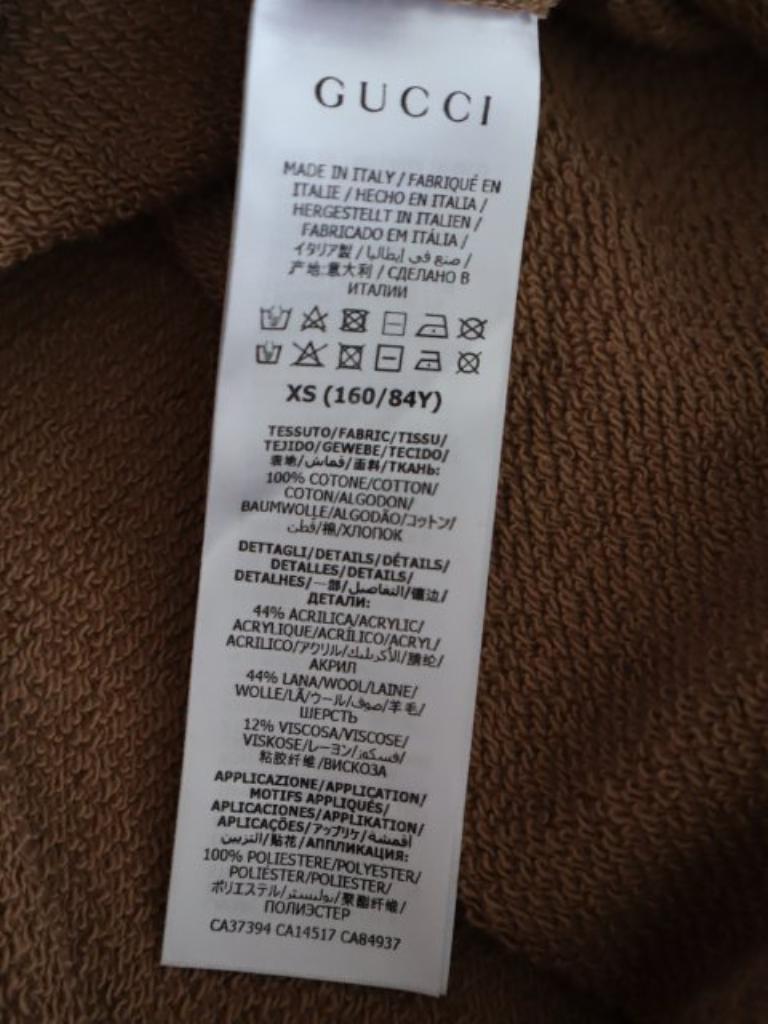 GUCCI
MADE IN ITALY / FABRIQUÉ EN
ITALIE / HECHO EN ITALIA /
HERGESTELLT IN ITALIEN /
FABRICADO EM ITÁLIA /
イタリア製 / صنع في إيطاليا /
产地:意大利 / СДЕЛАНО В
ИТАЛИИ
XS (160/84Y)
TESSUTO/FABRIC/TISSU/
TEJIDO/GEWEBE/TECIDO/
表地/قماش/面料/ТКАНЬ:
100% COTONE/COTTON/
COTON/ALGODON/
BAUMWOLLE/ALGODÃO/コットン/
قطن/棉/ХЛОПОК
DETTAGLI/DETAILS/DÉTAILS/
DETALLES/DETAILS/
DETALHES/一部/التفاصيل/镶边/
ДЕТАЛИ:
44% ACRILICA/ACRYLIC/
ACRYLIQUE/ACRÍLICO/ACRYL/
ACRILICO/アクリル/الأكريليك/腈纶/
АКРИЛ
44% LANA/WOOL/LAINE/
WOLLE/LÃ/ウール/صوف/羊毛/
ШЕРСТЬ
12% VISCOSA/VISCOSE/
VISKOSE/レーヨン/فسكوز/
粘胶纤维/ВИСКОЗА
APPLICAZIONE/APPLICATION/
MOTIFS APPLIQUÉS/
APLICACIONES/APPLIKATION/
APLICAÇÕES/アップリケ/أقمشة
التزيين/贴花/АППЛИКАЦИЯ:
100% POLIESTERE/POLYESTER/
POLIÉSTER/POLIESTER/
ポリエステル/بوليستر/聚酯纤维/
ПОЛИЭСТЕР
CA37394 CA14517 CA84937